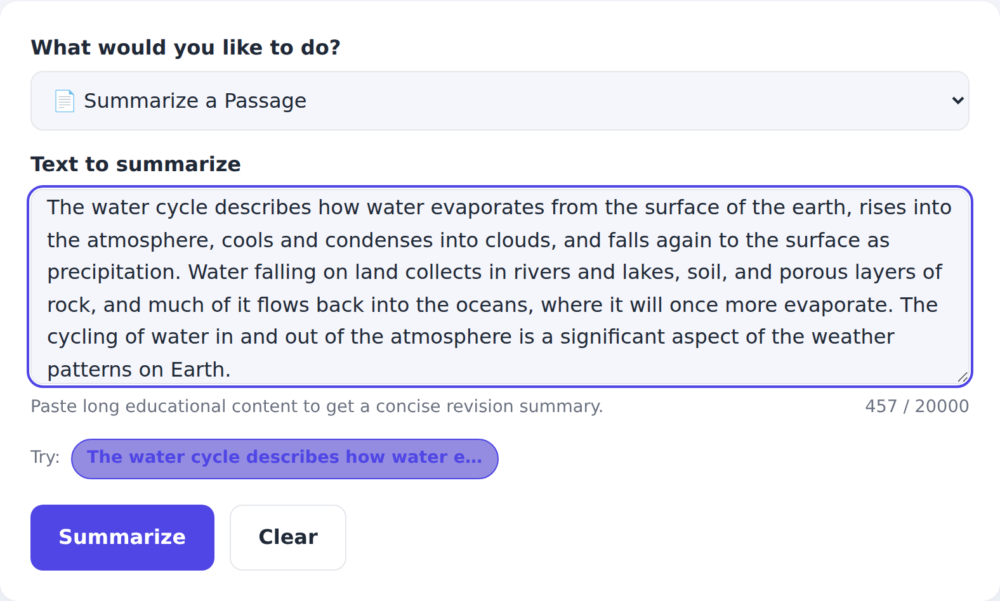 What would you like to do?
Summarize a Passage
Text to summarize
The water cycle describes how water evaporates from the surface of the earth, rises into
the atmosphere, cools and condenses into clouds, and falls again to the surface as
precipitation. Water falling on land collects in rivers and lakes, soil, and porous layers of
rock, and much of it flows back into the oceans, where it will once more evaporate. The
cycling of water in and out of the atmosphere is a significant aspect of the weather
patterns on Earth.
Paste long educational content to get a concise revision summary. 457 / 20000
Try: The water cycle describes how water e…
Summarize Clear